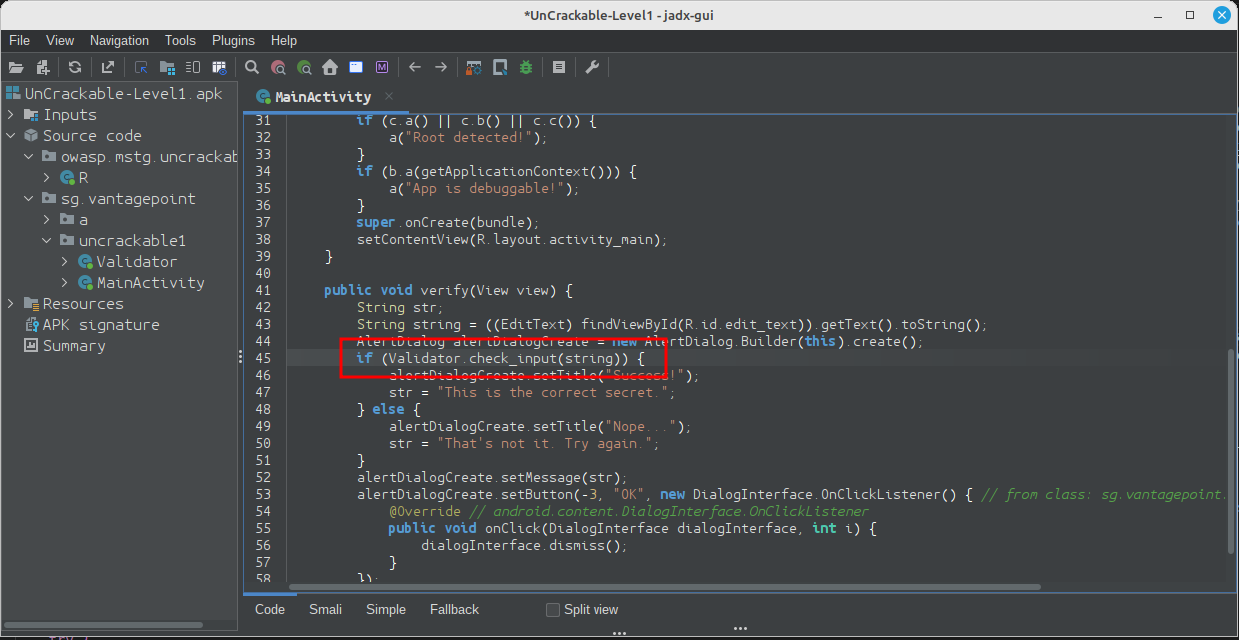 *UnCrackable-Level1 - jadx-gui
File View Navigation Tools Plugins Help
UnCrackable-Level1.apk
Inputs
Source code
owasp.mstg.uncrackab
R
sg.vantagepoint
a
uncrackable1
Validator
MainActivity
Resources
APK signature
Summary
MainActivity
31 if (c.a() || c.b() || c.c()) {
32 a("Root detected!");
33 }
34 if (b.a(getApplicationContext())) {
35 a("App is debuggable!");
36 }
37 super.onCreate(bundle);
38 setContentView(R.layout.activity_main);
39 }
40
41 public void verify(View view) {
42 String str;
43 String string = ((EditText) findViewById(R.id.edit_text)).getText().toString();
44 AlertDialog alertDialogCreate = new AlertDialog.Builder(this).create();
45 if (Validator.check_input(string)) {
46 alertDialogCreate.setTitle("Success!");
47 str = "This is the correct secret.";
48 } else {
49 alertDialogCreate.setTitle("Nope...");
50 str = "That's not it. Try again.";
51 }
52 alertDialogCreate.setMessage(str);
53 alertDialogCreate.setButton(-3, "OK", new DialogInterface.OnClickListener() { // from class: sg.vantagepoint.
54 @Override // android.content.DialogInterface.OnClickListener
55 public void onClick(DialogInterface dialogInterface, int i) {
56 dialogInterface.dismiss();
57 }
58 });
Code Smali Simple Fallback Split view